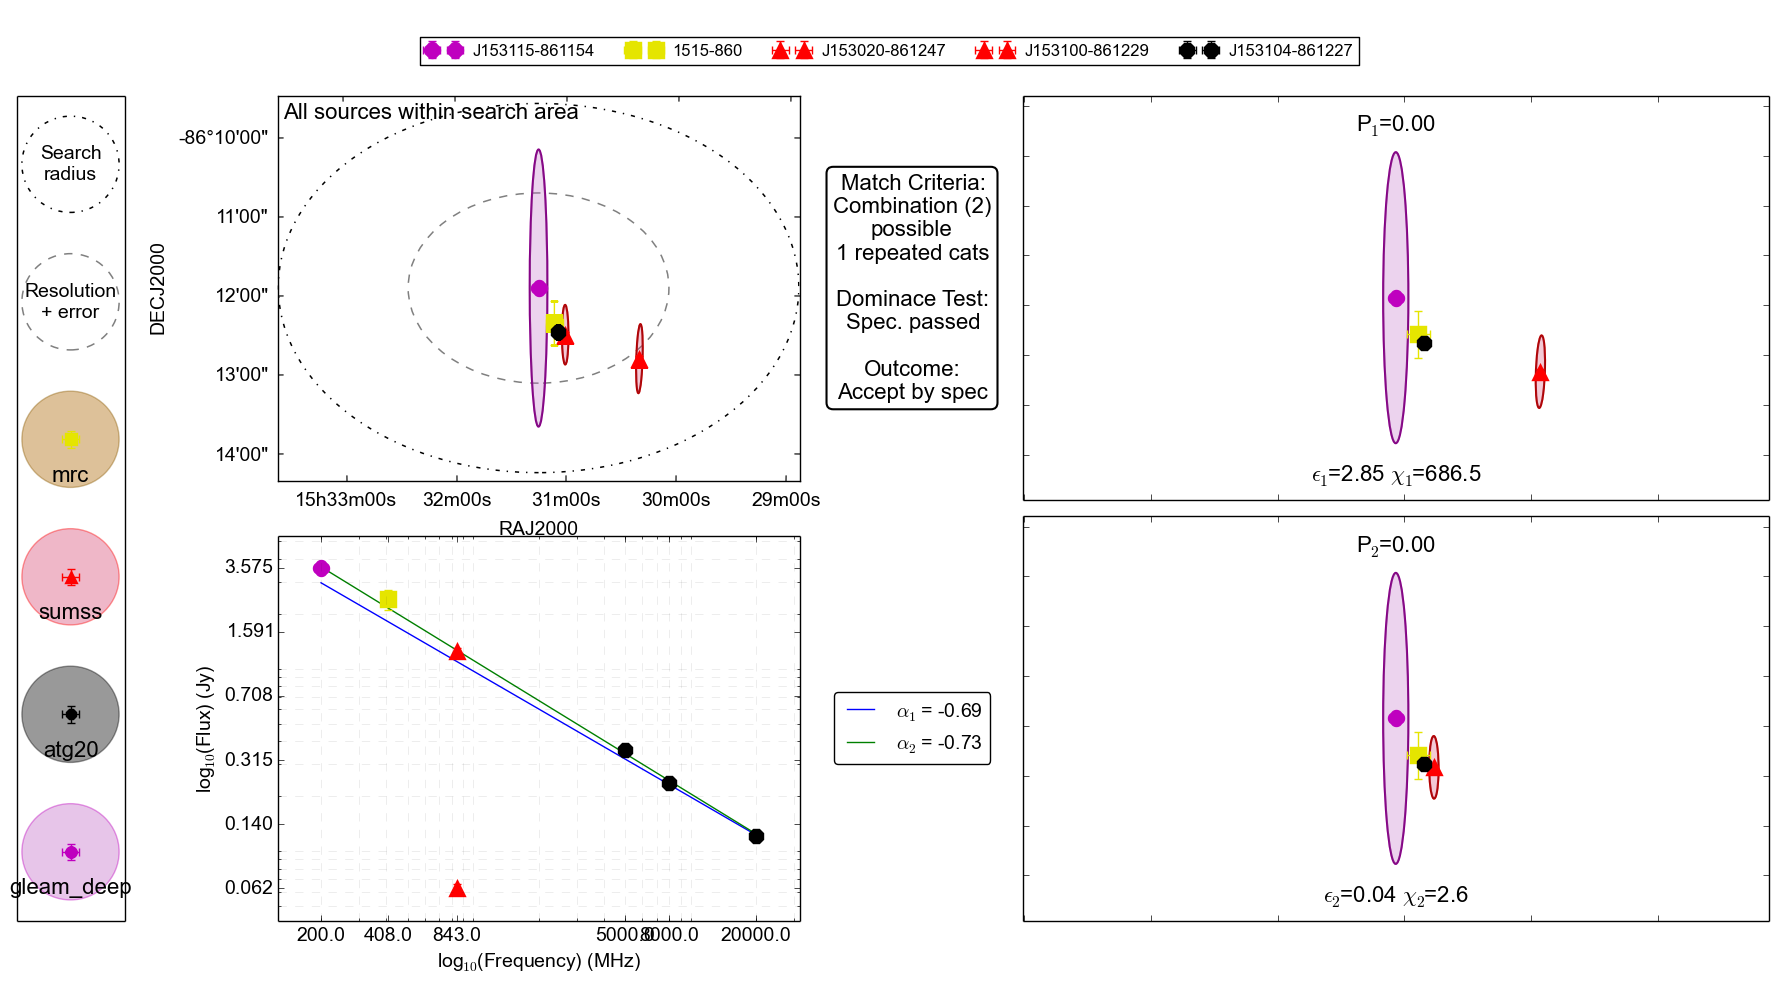 J153115-861154 1515-860 J153020-861247 J153100-861229 J153104-861227
Search
radius
Resolution
+ error
mrc
sumss
atg20
gleam_deep
All sources within search area
-86°10'00"
11'00"
12'00"
13'00"
14'00"
DECJ2000
15h33m00s 32m00s 31m00s 30m00s 29m00s
RAJ2000
Match Criteria:
Combination (2)
possible
1 repeated cats
Dominace Test:
Spec. passed
Outcome:
Accept by spec
P1=0.00
ϵ1=2.85 χ1=686.5
3.575
1.591
0.708
0.315
0.140
0.062
log10(Flux) (Jy)
200.0 408.0 843.0 5000.0 8000.0 20000.0
log10(Frequency) (MHz)
α1 = -0.69
α2 = -0.73
P2=0.00
ϵ2=0.04 χ2=2.6